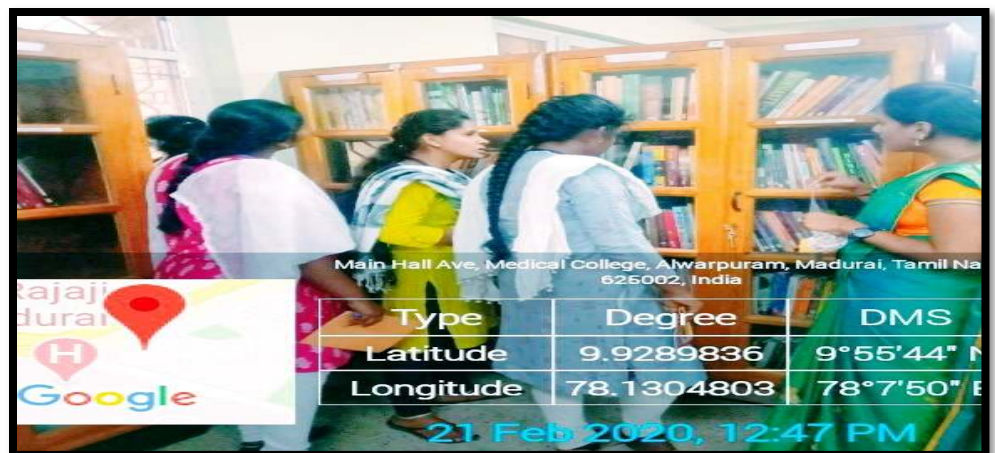 Main Hall Ave, Medical College, Alwarpuram, Madurai, Tamil Na
625002, India
Rajaji
durai
H
Google
Type Degree DMS
Latitude 9.9289836 9°55'44" N
Longitude 78.1304803 78°7'50" E
21 Feb 2020, 12:47 PM